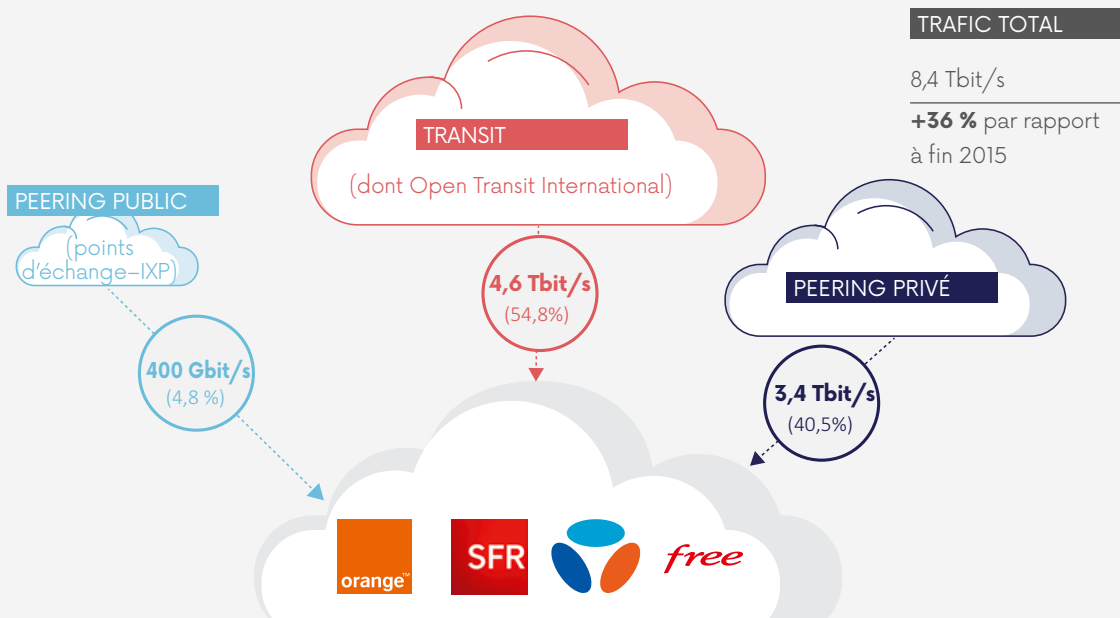 TRAFIC TOTAL
8,4 Tbit/s
+36 % par rapport
à fin 2015
TRANSIT
(dont Open Transit International)
PEERING PUBLIC
(points
d'échange–IXP)
PEERING PRIVÉ
4,6 Tbit/s
(54,8%)
400 Gbit/s
(4,8 %)
3,4 Tbit/s
(40,5%)
orange™
SFR
free